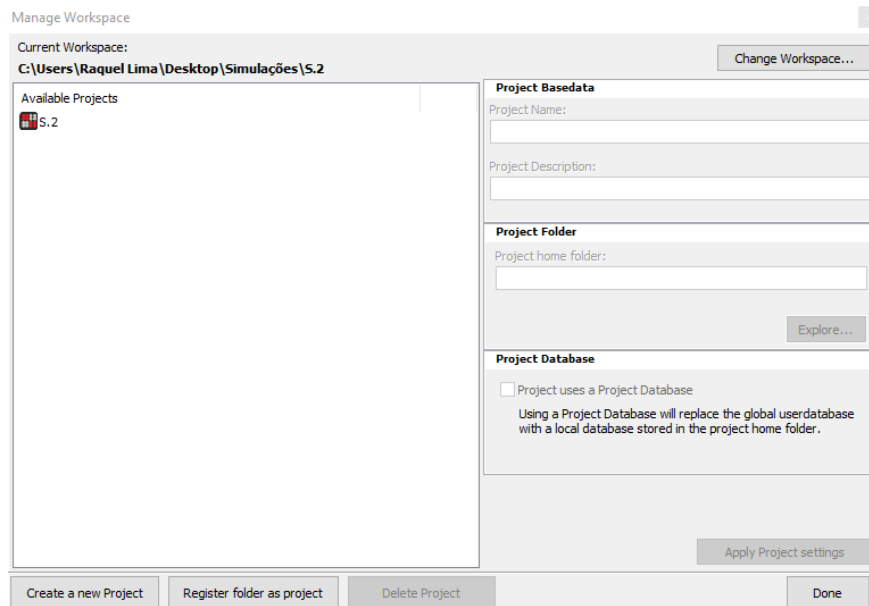 Manage Workspace
Current Workspace:
C:\Users\Raquel Lima\Desktop\Simulações\S.2
Change Workspace...
Available Projects
S.2
Project Basedata
Project Name:
Project Description:
Project Folder
Project home folder:
Explore...
Project Database
Project uses a Project Database
Using a Project Database will replace the global userdatabase
with a local database stored in the project home folder.
Apply Project settings
Create a new Project
Register folder as project
Delete Project
Done